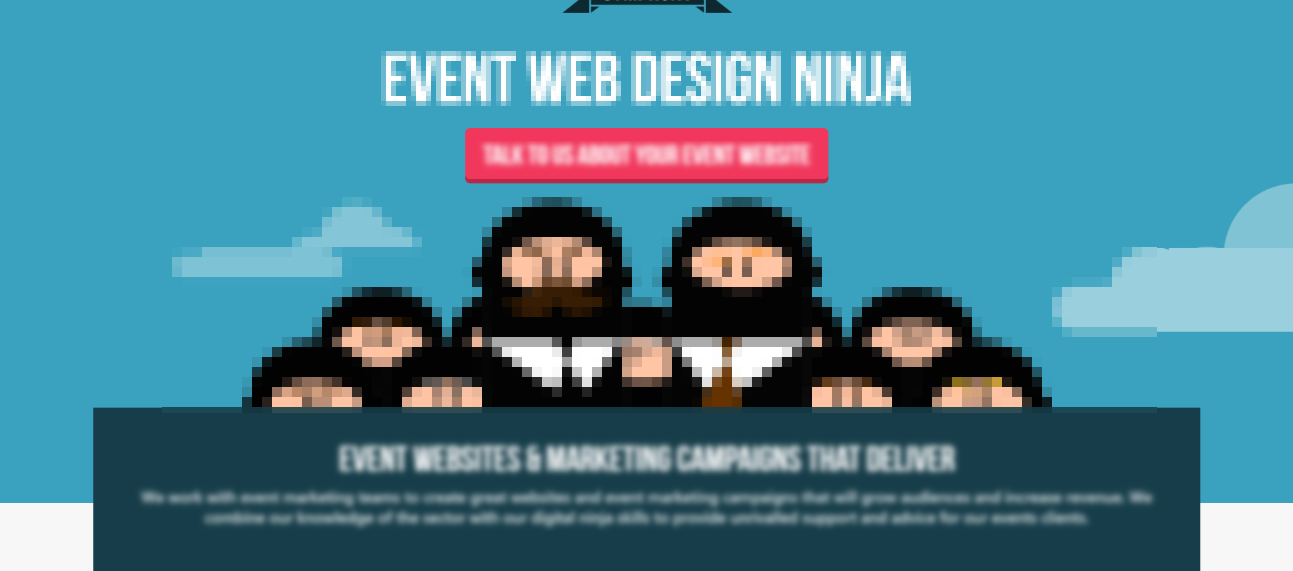 EVENT WEB DESIGN NINJA
TALK TO US ABOUT YOUR EVENT WEBSITE
EVENT WEBSITES & MARKETING CAMPAIGNS THAT DELIVER
We work with event marketing teams to create great websites and event marketing campaigns that will grow audiences and increase revenue. We
combine our knowledge of the sector with our digital ninja skills to provide unrivalled support and advice for our events clients.